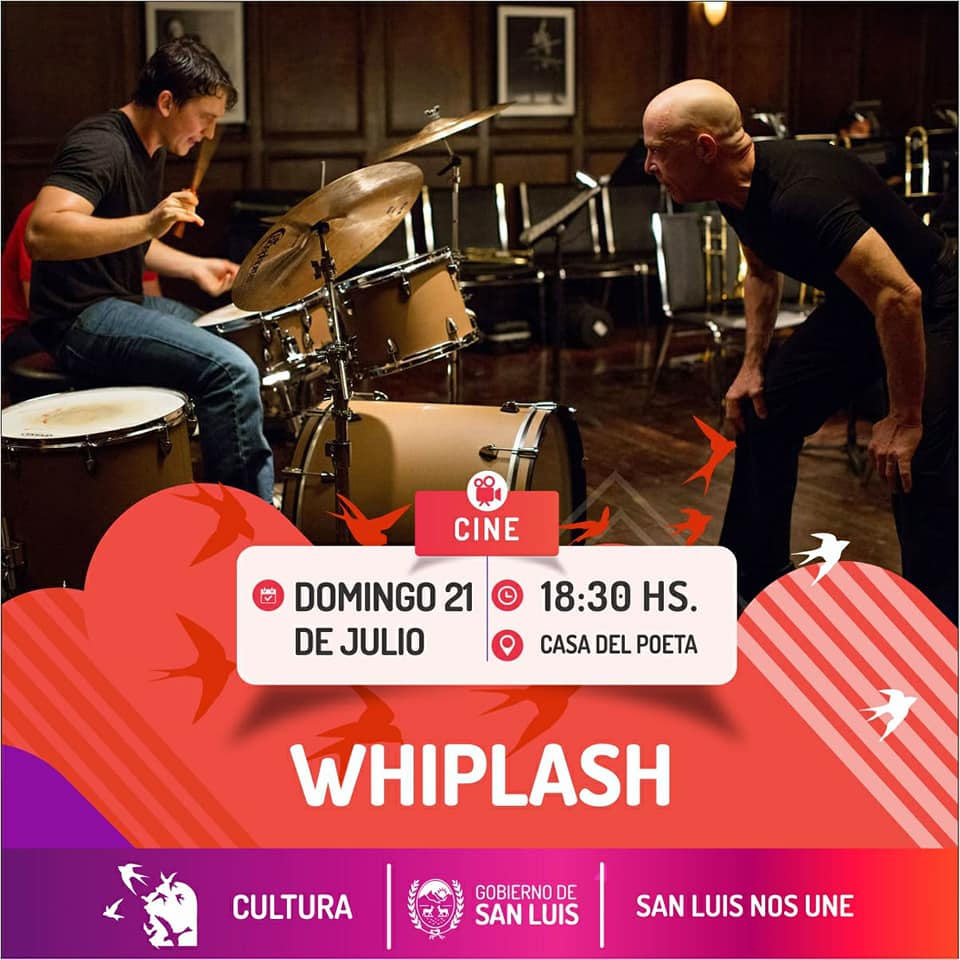 CINE
DOMINGO 21
DE JULIO
18:30 HS.
CASA DEL POETA
WHIPLASH
CULTURA
GOBIERNO DE
SAN LUIS
SAN LUIS NOS UNE